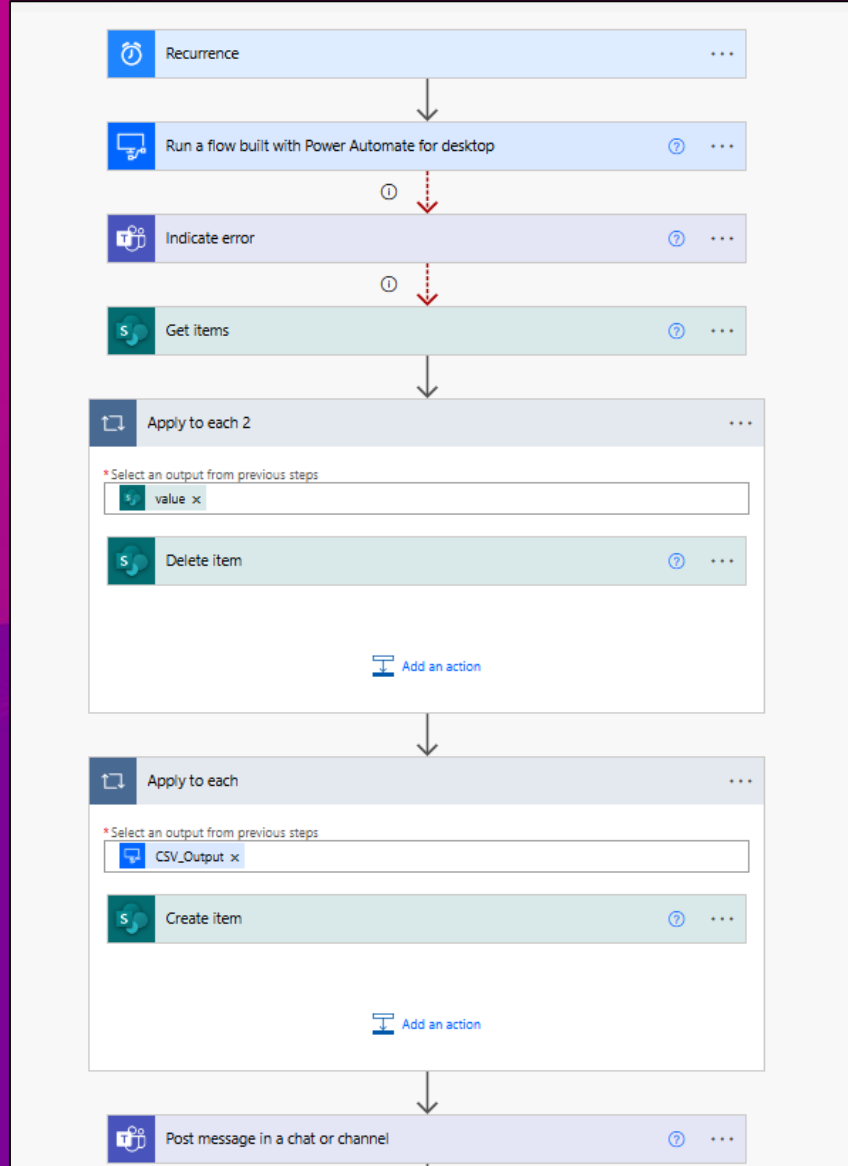 Recurrence
Run a flow built with Power Automate for desktop
Indicate error
Get items
Apply to each 2
* Select an output from previous steps
value ×
Delete item
Add an action
Apply to each
* Select an output from previous steps
CSV_Output ×
Create item
Add an action
Post message in a chat or channel